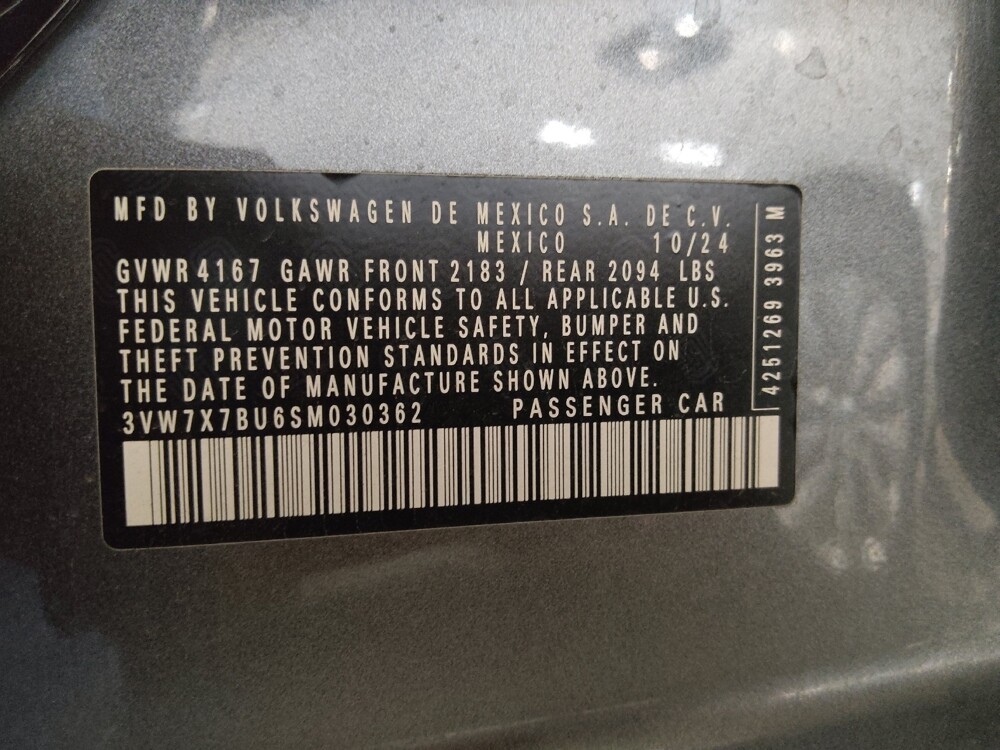 MFD BY VOLKSWAGEN DE MEXICO S.A. DE C.V.
MEXICO 10/24
GVWR 4167 GAWR FRONT 2183 / REAR 2094 LBS
THIS VEHICLE CONFORMS TO ALL APPLICABLE U.S.
FEDERAL MOTOR VEHICLE SAFETY, BUMPER AND
THEFT PREVENTION STANDARDS IN EFFECT ON
THE DATE OF MANUFACTURE SHOWN ABOVE.
3VW7X7BU6SM030362 PASSENGER CAR
4251269 3963 M